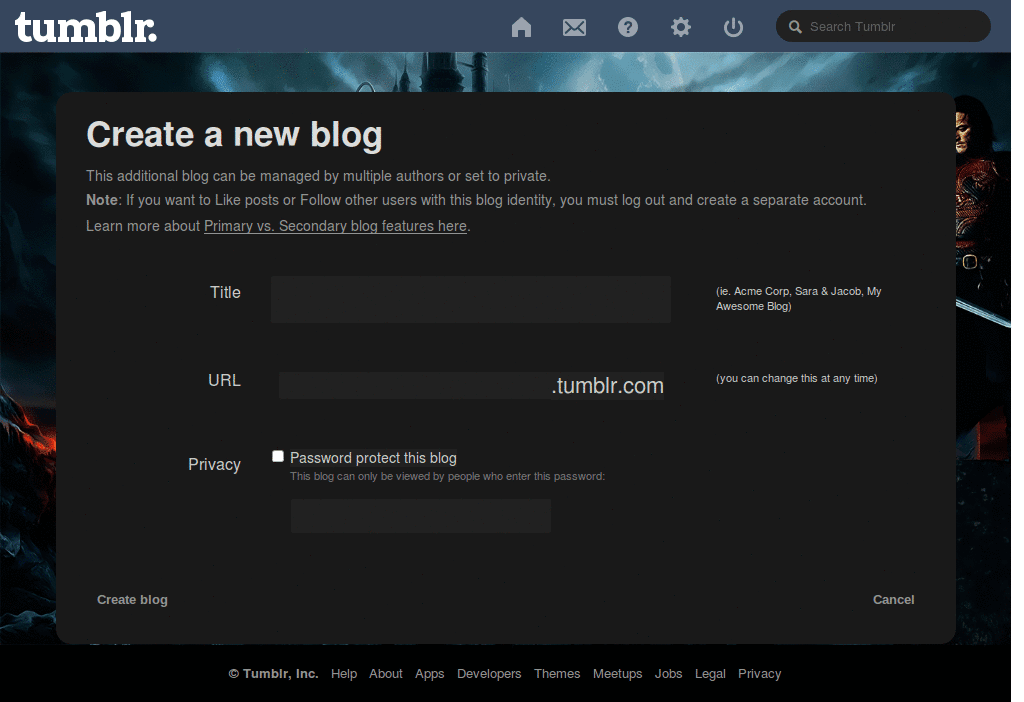 tumblr.
Search Tumblr
Create a new blog
This additional blog can be managed by multiple authors or set to private.
Note: If you want to Like posts or Follow other users with this blog identity, you must log out and create a separate account.
Learn more about Primary vs. Secondary blog features here.
Title
(ie. Acme Corp, Sara & Jacob, My
Awesome Blog)
URL
.tumblr.com
(you can change this at any time)
Privacy
Password protect this blog
This blog can only be viewed by people who enter this password:
Create blog
Cancel
© Tumblr, Inc. Help About Apps Developers Themes Meetups Jobs Legal Privacy